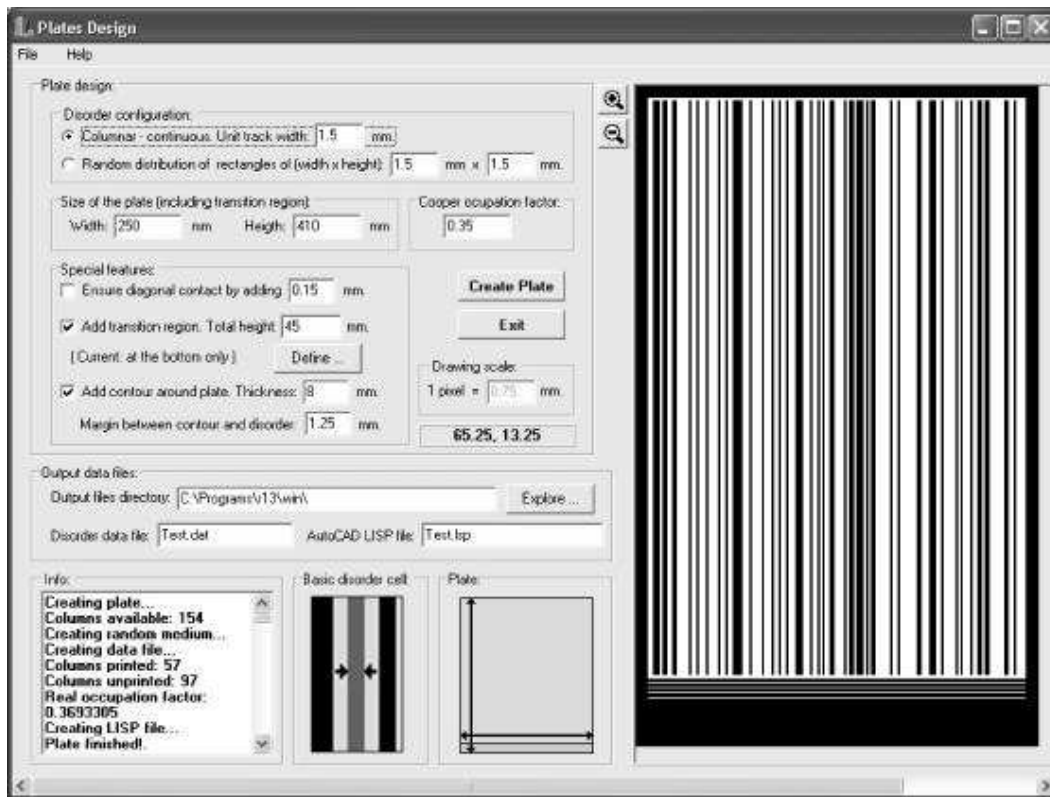 Plates Design
File Help
Plate design:
Disorder configuration:
Columnar - continuous. Unit track width: 1.5 mm.
Random distribution of rectangles of (width x height): 1.5 mm x 1.5 mm.
Size of the plate (including transition region):
Width: 250 mm Heigth: 410 mm
Cooper ocupation factor:
0.35
Special features:
Ensure diagonal contact by adding 0.15 mm.
Add transition region. Total height: 45 mm.
(Current: at the bottom only) Define ...
Add contour around plate. Thickness: 8 mm.
Margin between contour and disorder: 1.25 mm.
Create Plate
Exit
Drawing scale:
1 pixel = 0.75 mm.
65.25, 13.25
Output data files:
Output files directory: C:\Programs\r13\win\ Explore ...
Disorder data file: Test.dat AutoCAD LISP file: Test.lsp
Info:
Creating plate...
Columns available: 154
Creating random medium...
Creating data file...
Columns printed: 57
Columns unprinted: 97
Real occupation factor:
0.3693305
Creating LISP file...
Plate finished!.
Basic disorder cell:
Plate: